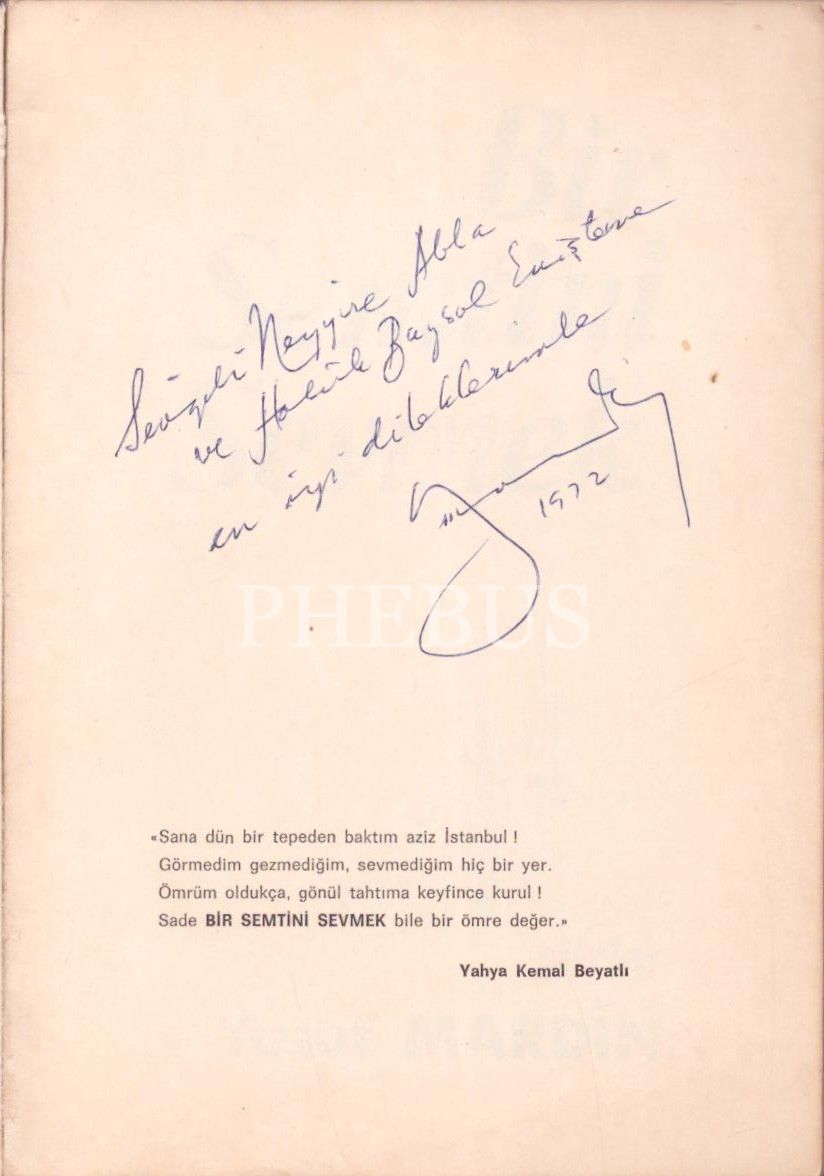 Sevgili Neyyire Abla
ve Halûk Baysal Enişteme
en iyi dileklerimle
1972
PHEBUS
«Sana dün bir tepeden baktım aziz İstanbul !
Görmedim gezmediğim, sevmediğim hiç bir yer.
Ömrüm oldukça, gönül tahtıma keyfince kurul !
Sade BİR SEMTİNİ SEVMEK bile bir ömre değer.»
Yahya Kemal Beyatlı